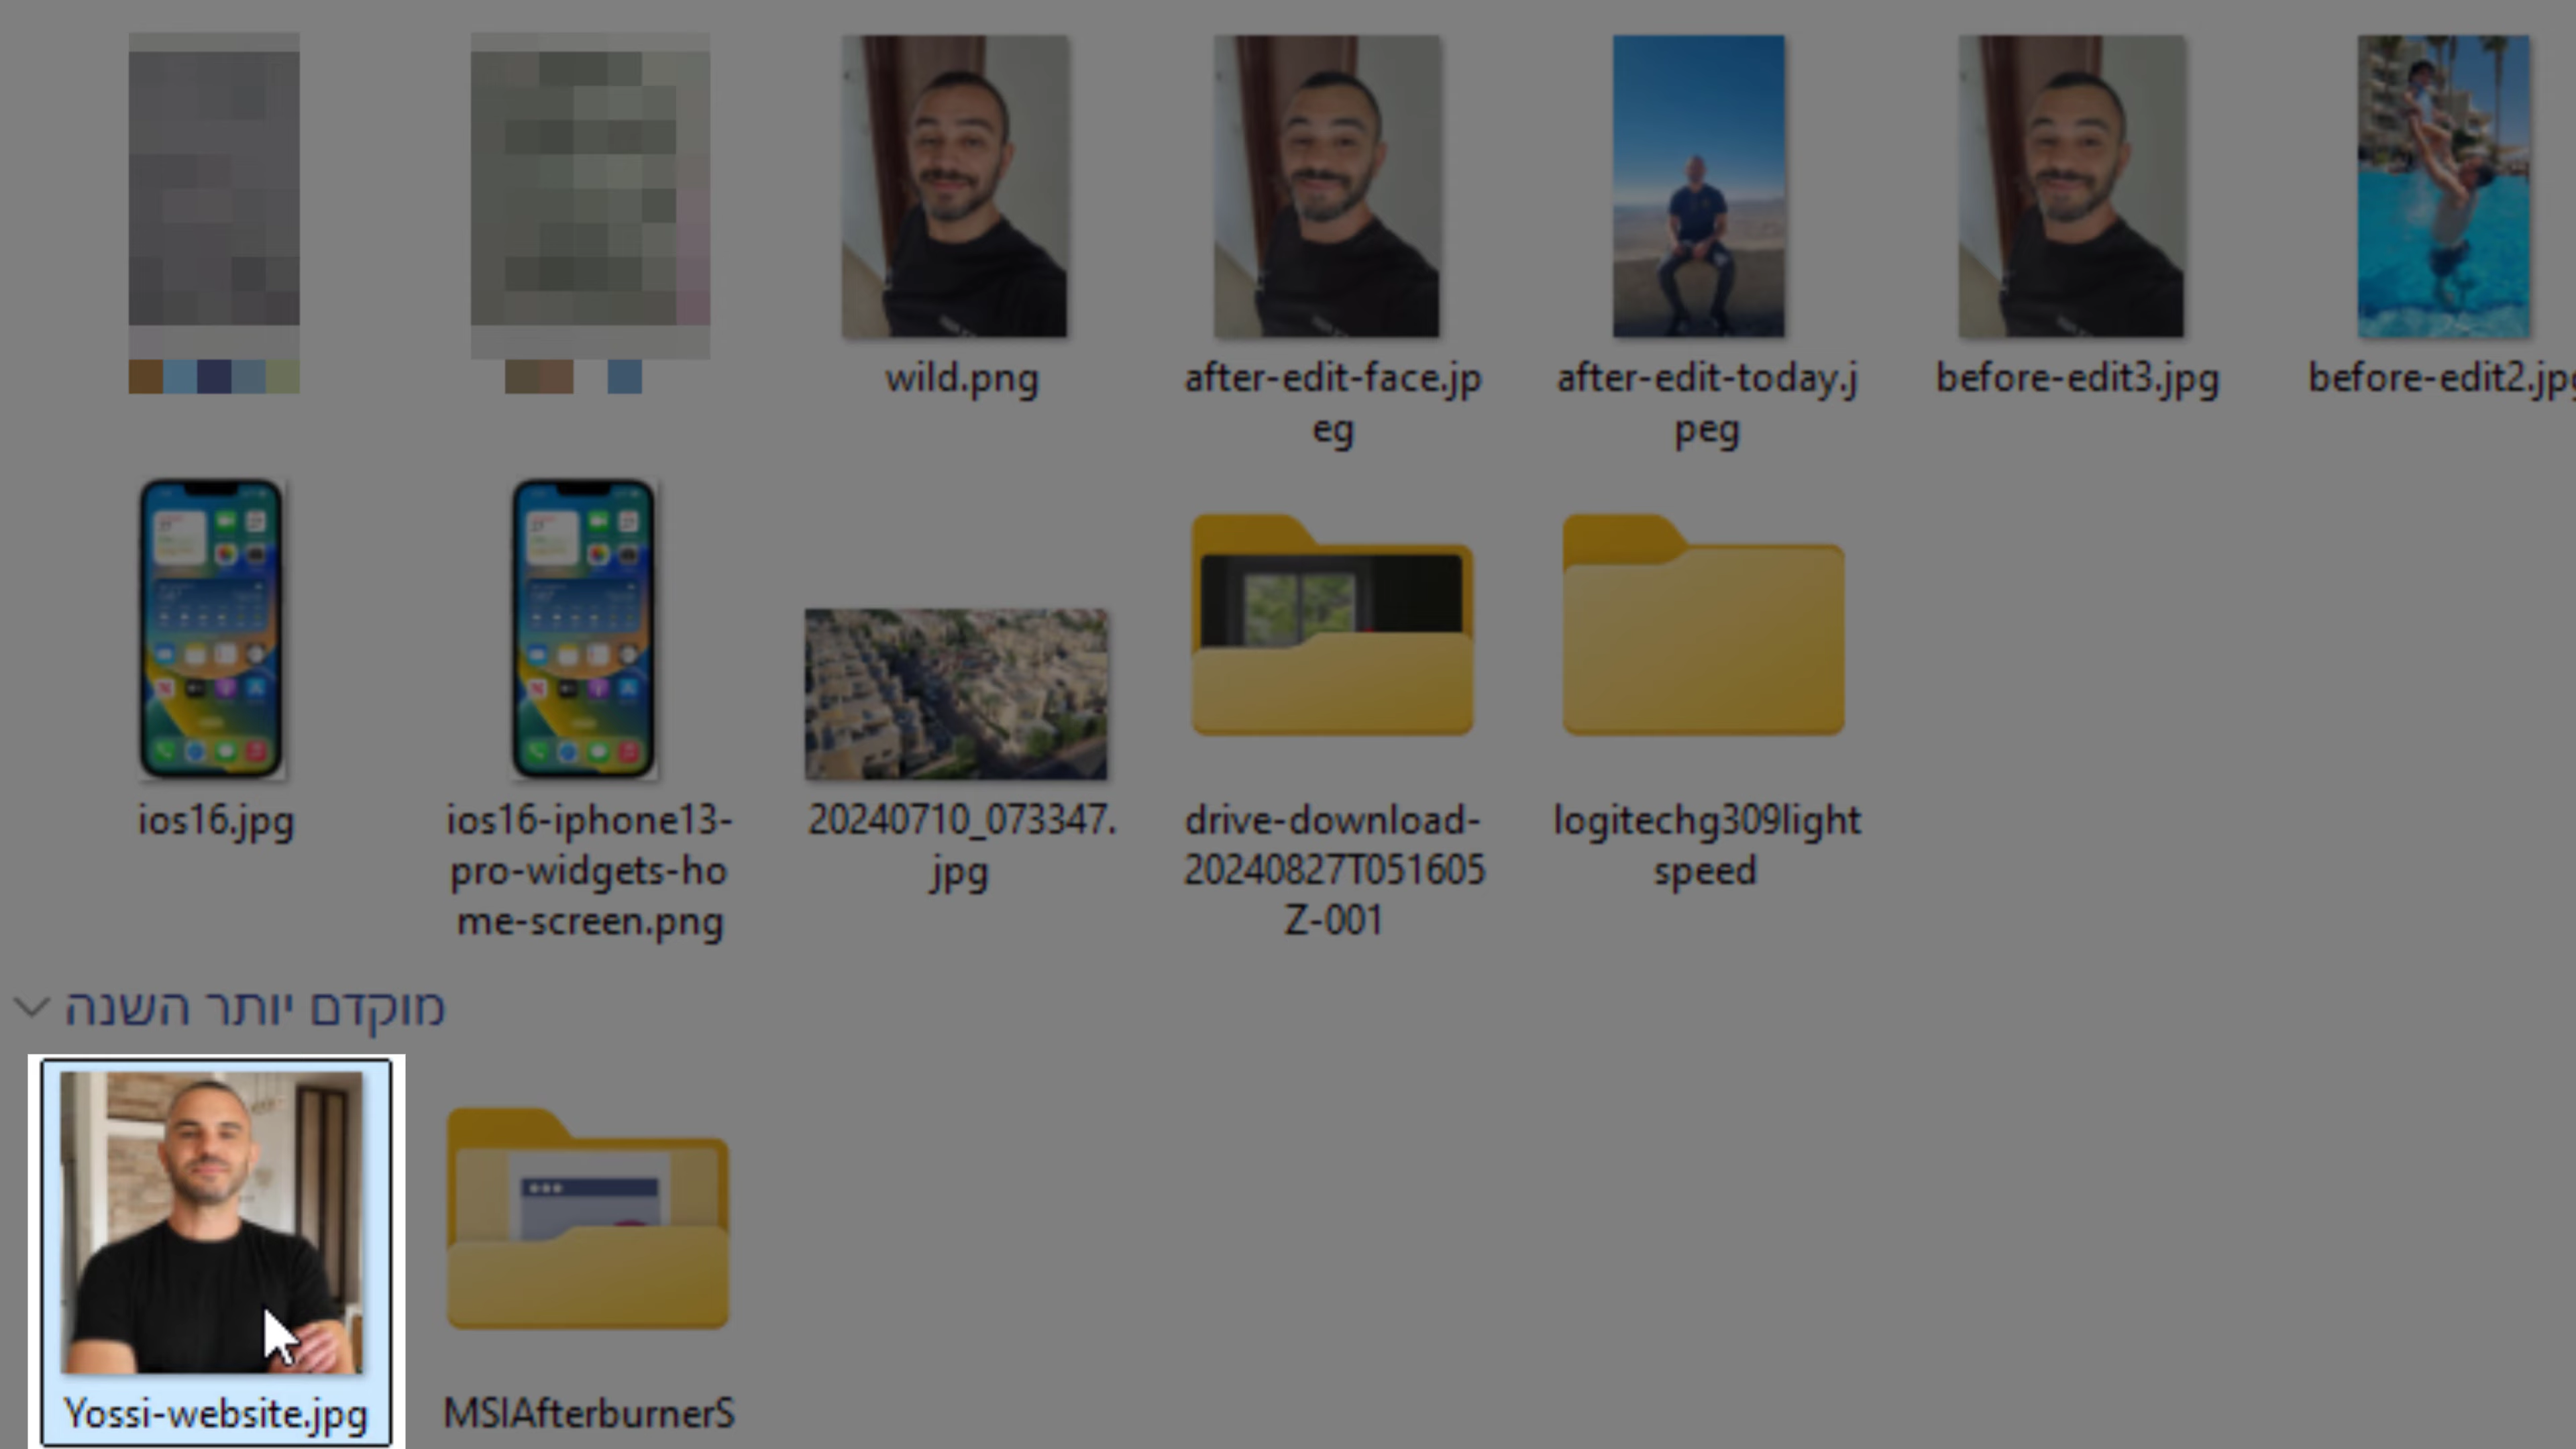 wild.png
after-edit-face.jp
eg
after-edit-today.j
peg
before-edit3.jpg
before-edit2.jpg
ios16.jpg
ios16-iphone13-
pro-widgets-ho
me-screen.png
20240710_073347.
jpg
drive-download-
20240827T051605
Z-001
logitechg309light
speed
מוקדם יותר השנה
Yossi-website.jpg
MSIAfterburnerS